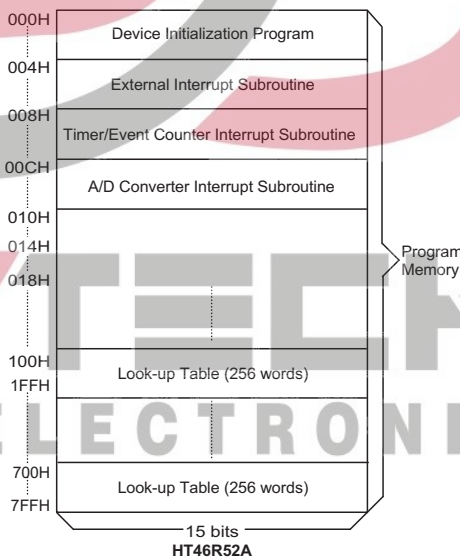 000H
Device Initialization Program
004H
External Interrupt Subroutine
008H
Timer/Event Counter Interrupt Subroutine
00CH
A/D Converter Interrupt Subroutine
010H
014H
018H
Program
Memory
TECH
ELECTRONI
100H
Look-up Table (256 words)
1FFH
700H
Look-up Table (256 words)
7FFH
15 bits
HT46R52A